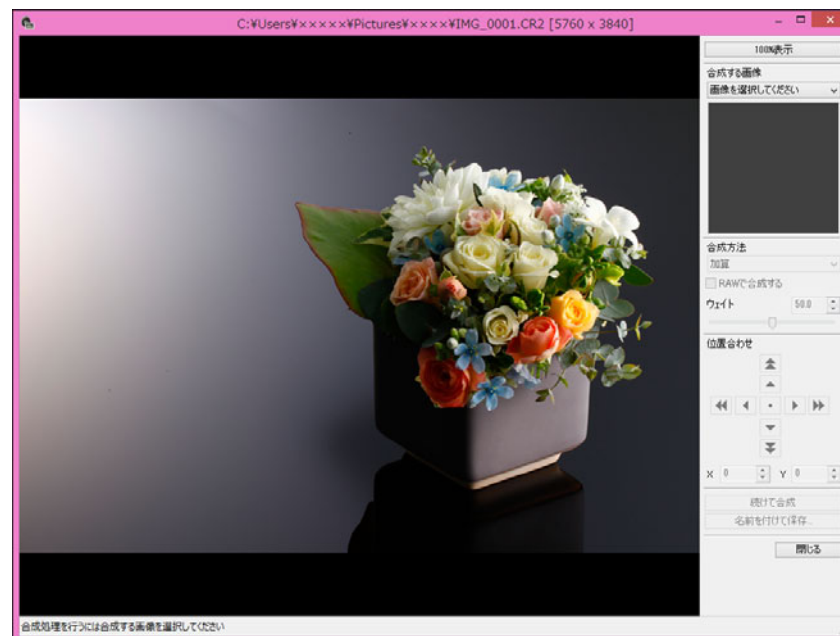 C:¥Users¥×××××¥Pictures¥××××¥IMG_0001.CR2 [5760 x 3840]
100%表示
合成する画像
画像を選択してください
合成方法
加算
RAWで合成する
ウェイト 50.0
位置合わせ
X 0 Y 0
続けて合成
名前を付けて保存...
閉じる
合成処理を行うには合成する画像を選択してください